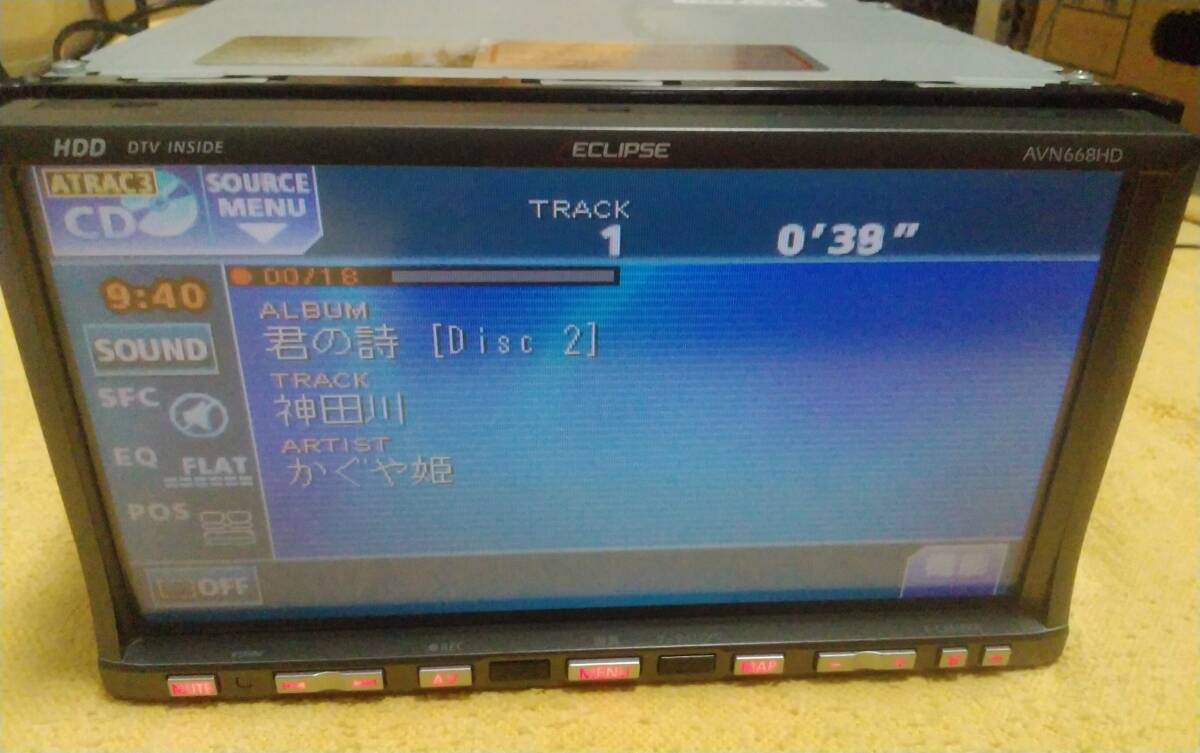 HDD DTV INSIDE ECLIPSE AVN668HD
ATRAC3
CD
SOURCE
MENU
TRACK
1 0'39"
9:40
00/18
ALBUM
君の詩 [Disc 2]
SOUND
TRACK
神田川
SFC
ARTIST
かぐや姫
EQ FLAT
POS
OFF
●REC
MUTE AV MENU MAP - +